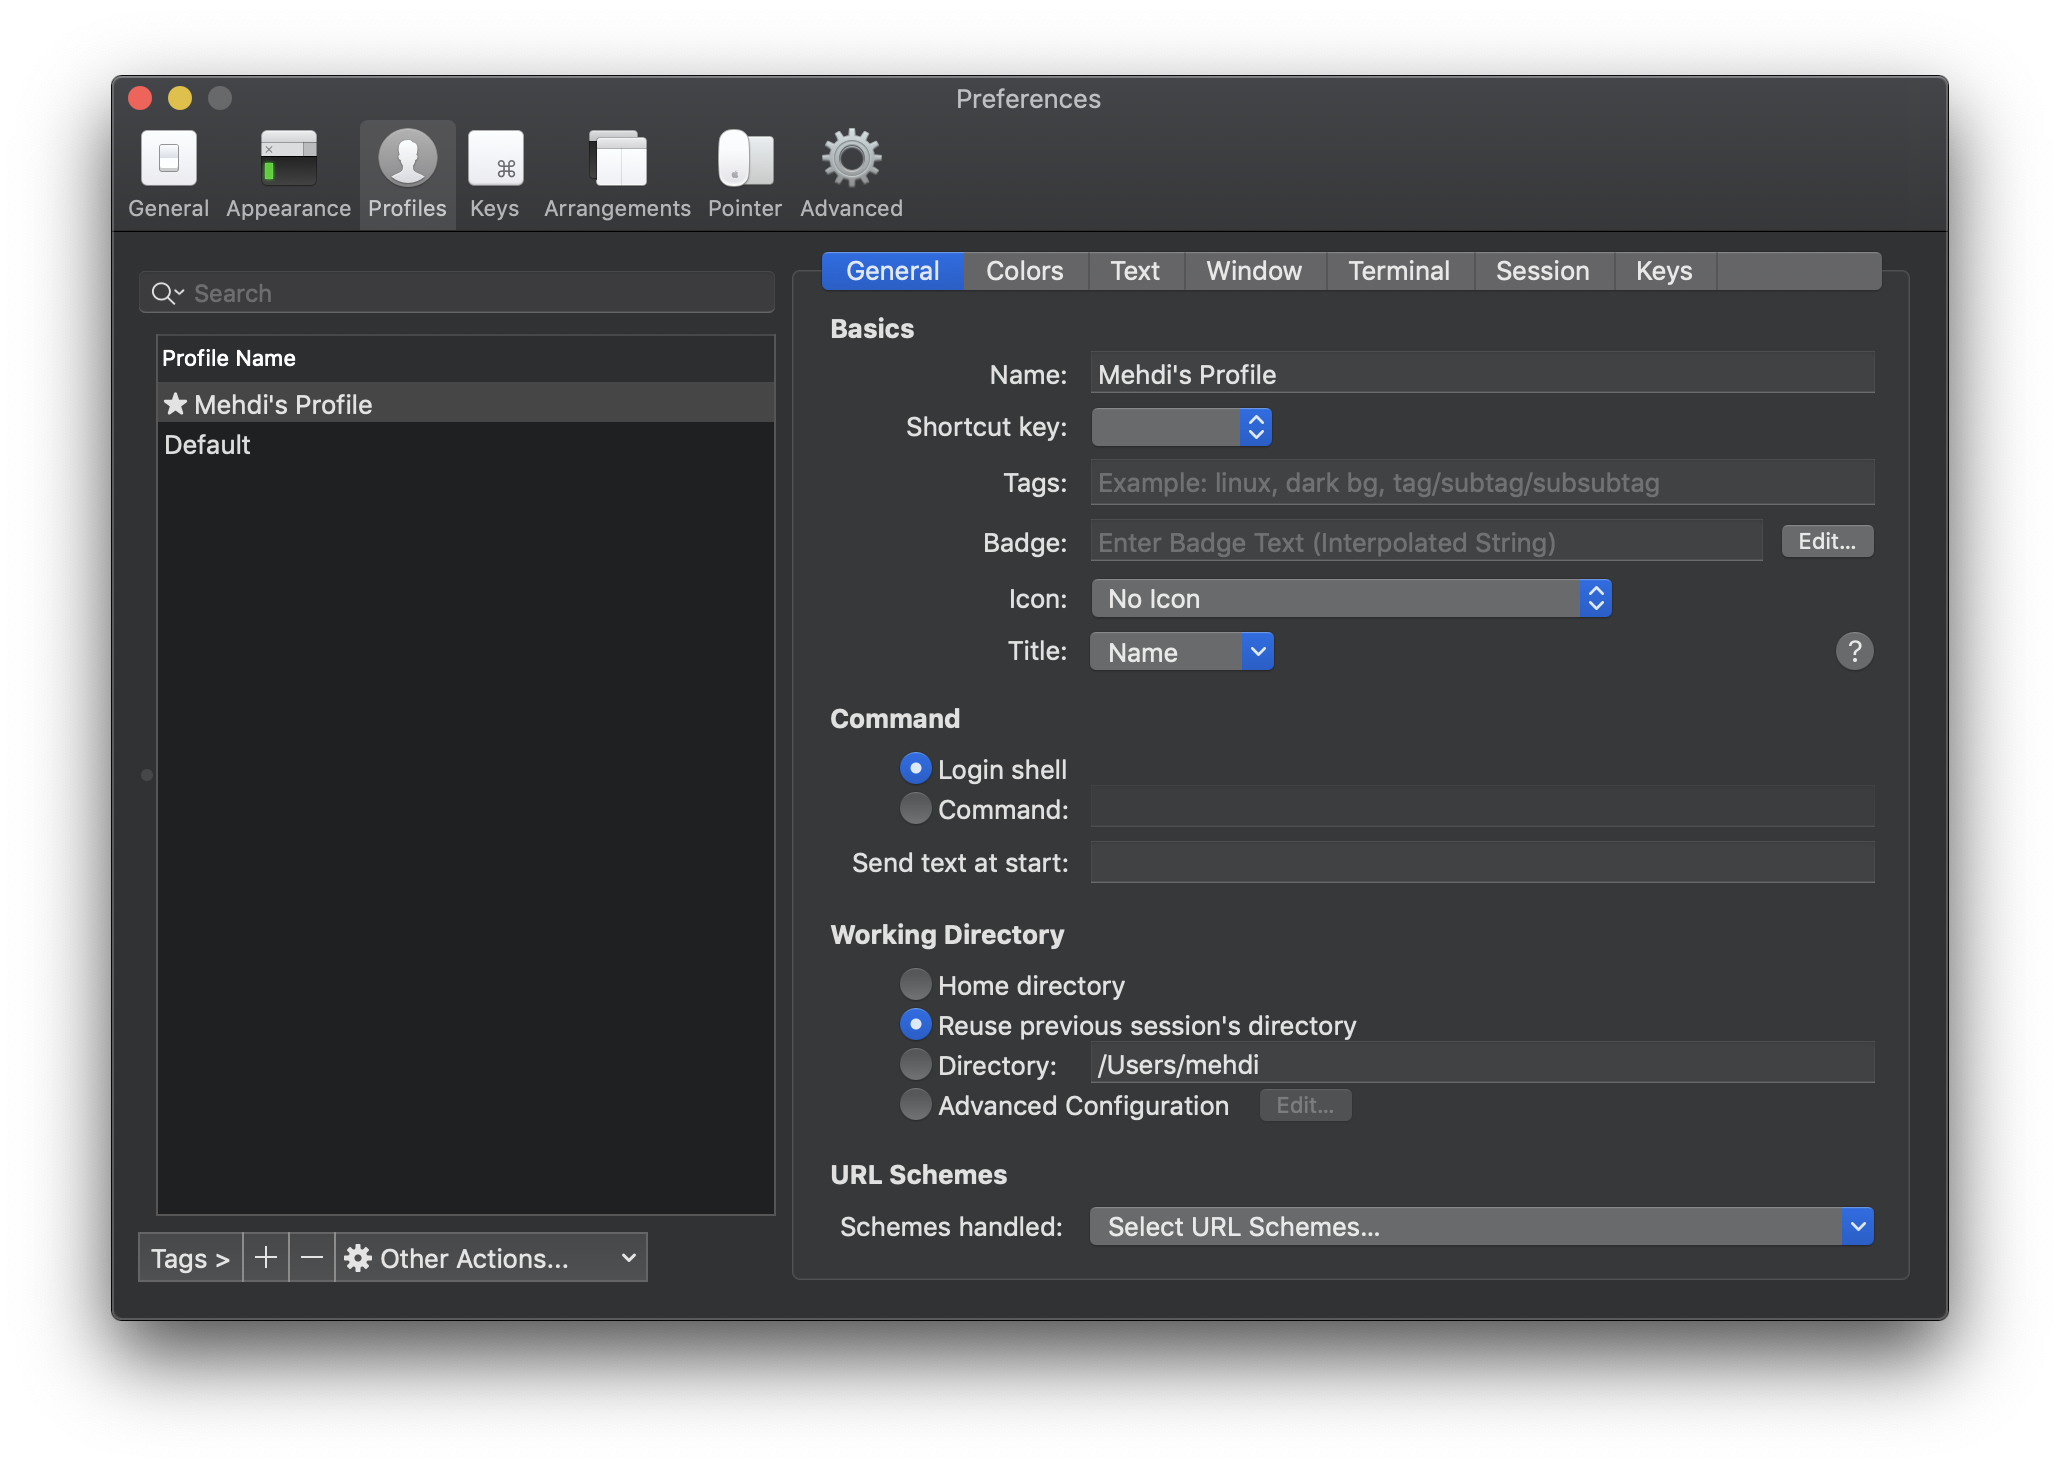 Preferences
General Appearance Profiles Keys Arrangements Pointer Advanced
Search
Profile Name
★ Mehdi's Profile
Default
Tags > + — Other Actions...
General Colors Text Window Terminal Session Keys
Basics
Name: Mehdi's Profile
Shortcut key:
Tags: Example: linux, dark bg, tag/subtag/subsubtag
Badge: Enter Badge Text (Interpolated String) Edit...
Icon: No Icon
Title: Name ?
Command
Login shell
Command:
Send text at start:
Working Directory
Home directory
Reuse previous session's directory
Directory: /Users/mehdi
Advanced Configuration Edit...
URL Schemes
Schemes handled: Select URL Schemes...